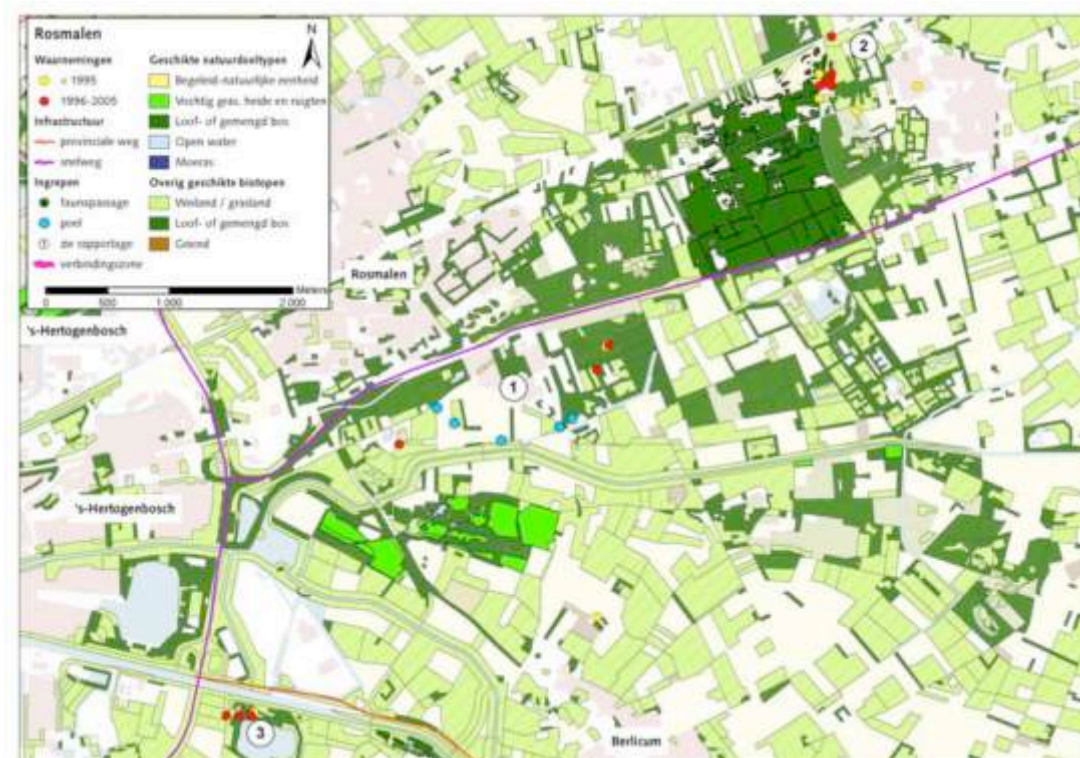 Rosmalen
N
Waarnemingen
< 1995
1996-2005
Infrastructuur
provinciale weg
snelweg
Ingrepen
faunapassage
poel
zie rapportage
verbindingszone
Geschikte natuurdoeltypen
Begeleid-natuurlijke eenheid
Vochtig gras, heide en ruigten
Loof- of gemengd bos
Open water
Moeras
Overig geschikte biotopen
Weiland / grasland
Loof- of gemengd bos
Griend
Meters
0 500 1.000 2.000
2
Rosmalen
's-Hertogenbosch
1
's-Hertogenbosch
3
Berlicum